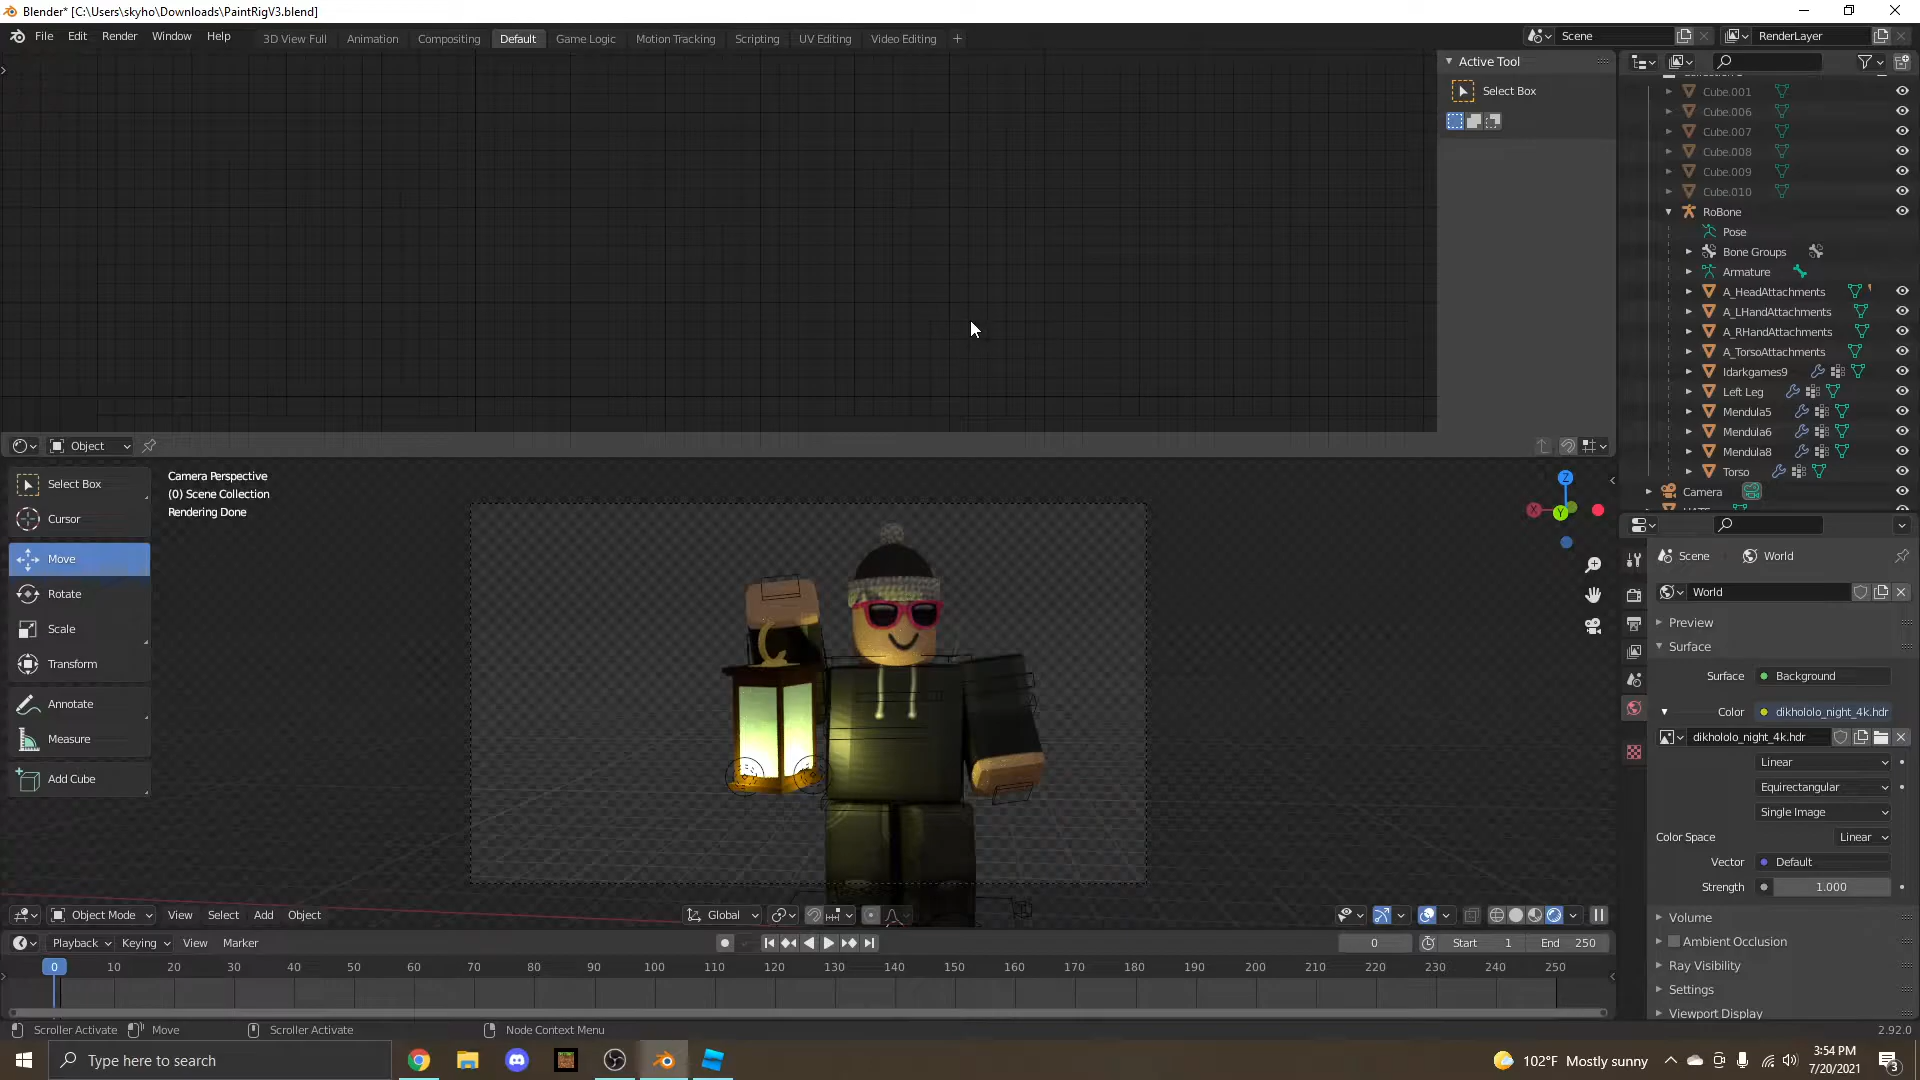 Blender* [C:\Users\skyho\Downloads\PaintRigV3.blend]
File Edit Render Window Help
3D View Full Animation Compositing Default Game Logic Motion Tracking Scripting UV Editing Video Editing +
Scene
RenderLayer
Active Tool
Select Box
Cube.001
Cube.006
Cube.007
Cube.008
Cube.009
Cube.010
RoBone
Pose
Bone Groups
Armature
A_HeadAttachments
A_LHandAttachments
A_RHandAttachments
A_TorsoAttachments
Idarkgames9
Left Leg
Mendula5
Mendula6
Mendula8
Torso
Camera
Object
Select Box
Cursor
Move
Rotate
Scale
Transform
Annotate
Measure
Add Cube
Camera Perspective
(0) Scene Collection
Rendering Done
Z
X
Y
Scene World
World
Preview
Surface
Surface Background
Color dikhololo_night_4k.hdr
dikhololo_night_4k.hdr
Linear
Equirectangular
Single Image
Color Space Linear
Vector Default
Strength 1.000
Volume
Ambient Occlusion
Ray Visibility
Settings
Viewport Display
Object Mode View Select Add Object
Global
Playback Keying View Marker
0 Start 1 End 250
0 10 20 30 40 50 60 70 80 90 100 110 120 130 140 150 160 170 180 190 200 210 220 230 240 250
Scroller Activate Move Scroller Activate Node Context Menu
2.92.0
Type here to search
102°F Mostly sunny
3:54 PM
7/20/2021
3